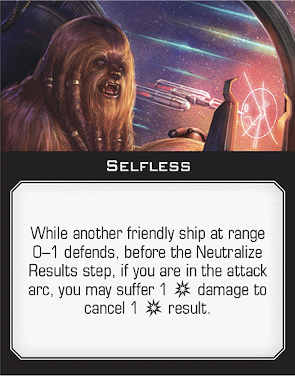 Selfless
While another friendly ship at range
0–1 defends, before the Neutralize
Results step, if you are in the attack
arc, you may suffer 1 damage to
cancel 1 result.